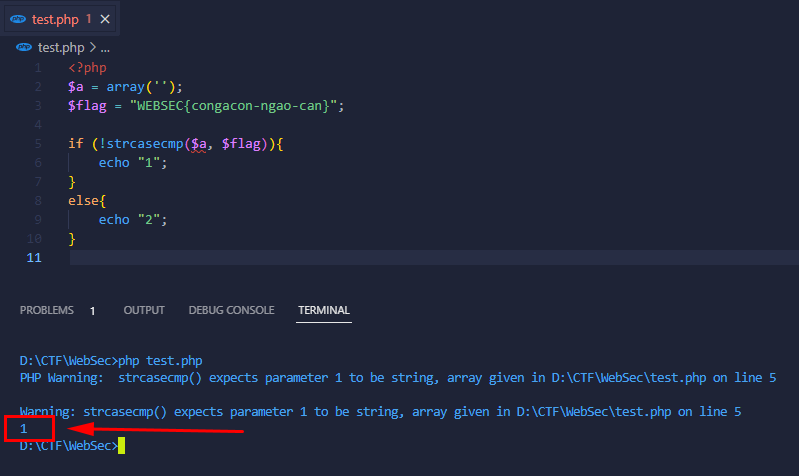 php test.php 1 ×
php test.php > ...
1 <?php
2 $a = array('');
3 $flag = "WEBSEC{congacon-ngao-can}";
4
5 if (!strcasecmp($a, $flag)){
6 echo "1";
7 }
8 else{
9 echo "2";
10 }
11
PROBLEMS 1 OUTPUT DEBUG CONSOLE TERMINAL
D:\CTF\WebSec>php test.php
PHP Warning:  strcasecmp() expects parameter 1 to be string, array given in D:\CTF\WebSec\test.php on line 5
Warning: strcasecmp() expects parameter 1 to be string, array given in D:\CTF\WebSec\test.php on line 5
1
D:\CTF\WebSec>